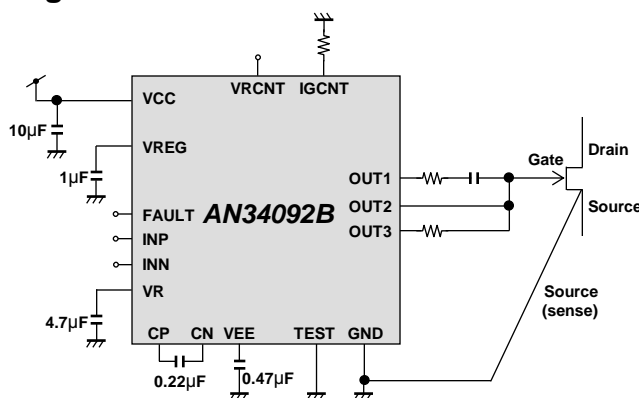 VRCNT
IGCNT
VCC
10µF
VREG
1µF
Gate
Drain
OUT1
FAULT
AN34092B
OUT2
Source
INP
OUT3
INN
VR
Source
(sense)
4.7µF
CP
CN
VEE
TEST
GND
0.22µF
0.47µF